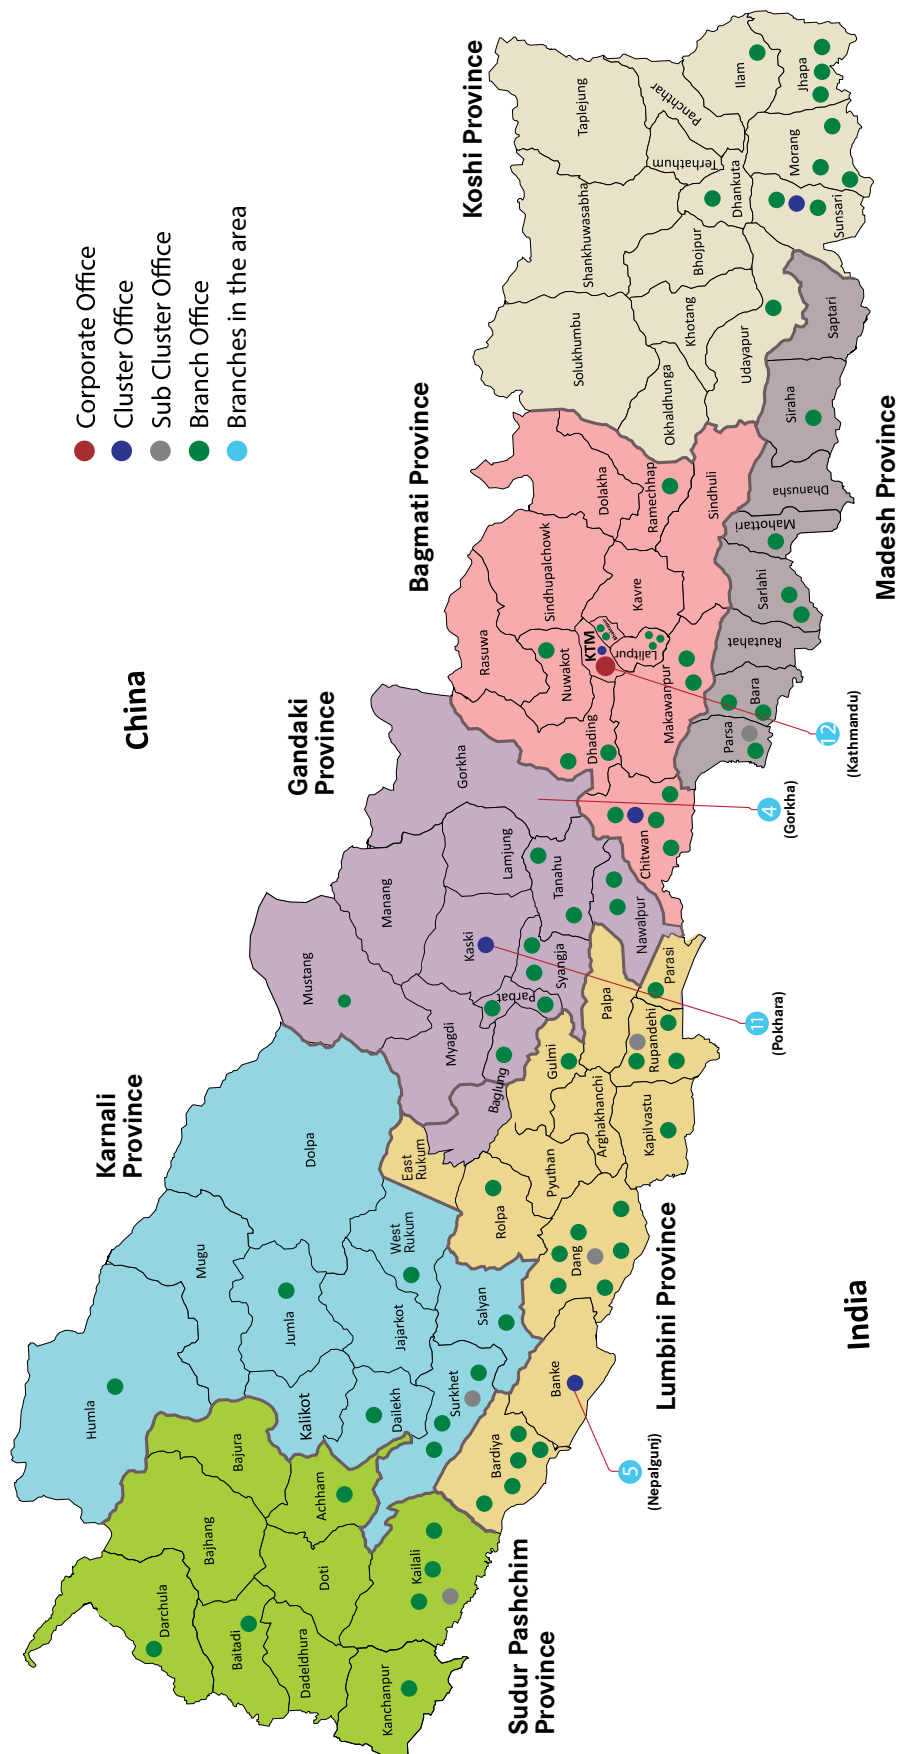 Corporate Office
Cluster Office
Sub Cluster Office
Branch Office
Branches in the area
China
India
Sudur Pashchim
Province
Darchula
Bajhang
Bajura
Baitadi
Dadeldhura
Doti
Achham
Kanchanpur
Kailali
Karnali
Province
Humla
Mugu
Dolpa
Jumla
Kalikot
Jajarkot
West
Rukum
Dailekh
Salyan
Surkhet
Lumbini Province
Banke
Bardiya
Dang
Rolpa
East
Rukum
Pyuthan
Gulmi
Arghakhanchi
Kapilvastu
Palpa
Rupandehi
Parasi
5
(Nepalgunj)
Gandaki
Province
Mustang
Manang
Gorkha
Myagdi
Kaski
Lamjung
Parbat
Baglung
Syangja
Tanahu
Nawalpur
11
(Pokhara)
4
(Gorkha)
Bagmati Province
Rasuwa
Sindhupalchowk
Dolakha
Nuwakot
Dhading
KTM
Lalitpur
Kavre
Ramechhap
Sindhuli
Makawanpur
Chitwan
12
(Kathmandu)
Madesh Province
Parsa
Bara
Rautahat
Sarlahi
Mahottari
Dhanusha
Siraha
Saptari
Koshi Province
Taplejung
Shankhuwasabha
Solukhumbu
Panchthar
Terhathum
Ilam
Jhapa
Dhankuta
Morang
Sunsari
Bhojpur
Khotang
Okhaldhunga
Udayapur